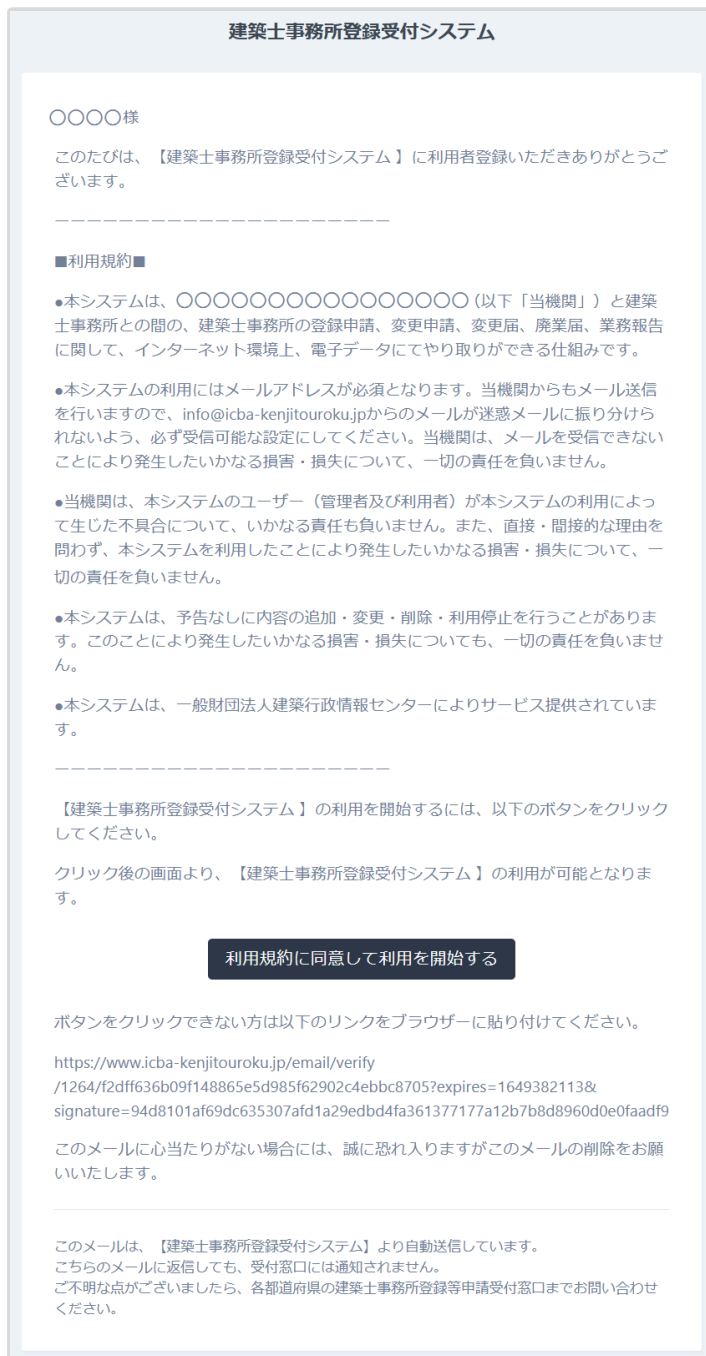 建築士事務所登録受付システム
〇〇〇〇様
このたびは、【建築士事務所登録受付システム 】に利用者登録いただきありがとうご
ざいます。
ーーーーーーーーーーーーーーーーーーーーー
■利用規約■
●本システムは、〇〇〇〇〇〇〇〇〇〇〇〇〇〇〇〇(以下「当機関」）と建築
士事務所との間の、建築士事務所の登録申請、変更申請、変更届、廃業届、業務報告
に関して、インターネット環境上、電子データにてやり取りができる仕組みです。
●本システムの利用にはメールアドレスが必須となります。当機関からもメール送信
を行いますので、info@icba-kenjitouroku.jpからのメールが迷惑メールに振り分けら
れないよう、必ず受信可能な設定にしてください。当機関は、メールを受信できない
ことにより発生したいかなる損害・損失について、一切の責任を負いません。
●当機関は、本システムのユーザー（管理者及び利用者）が本システムの利用によっ
て生じた不具合について、いかなる責任も負いません。また、直接・間接的な理由を
問わず、本システムを利用したことにより発生したいかなる損害・損失について、一
切の責任を負いません。
●本システムは、予告なしに内容の追加・変更・削除・利用停止を行うことがありま
す。このことにより発生したいかなる損害・損失についても、一切の責任を負いませ
ん。
●本システムは、一般財団法人建築行政情報センターによりサービス提供されていま
す。
ーーーーーーーーーーーーーーーーーーーーー
【建築士事務所登録受付システム 】の利用を開始するには、以下のボタンをクリック
してください。
クリック後の画面より、【建築士事務所登録受付システム 】の利用が可能となりま
す。
利用規約に同意して利用を開始する
ボタンをクリックできない方は以下のリンクをブラウザーに貼り付けてください。
https://www.icba-kenjitouroku.jp/email/verify
/1264/f2dff636b09f148865e5d985f62902c4ebbc8705?expires=1649382113&
signature=94d8101af69dc635307afd1a29edbd4fa361377177a12b7b8d8960d0e0faadf9
このメールに心当たりがない場合には、誠に恐れ入りますがこのメールの削除をお願
いいたします。
このメールは、【建築士事務所登録受付システム】より自動送信しています。
こちらのメールに返信しても、受付窓口には通知されません。
ご不明な点がございましたら、各都道府県の建築士事務所登録等申請受付窓口までお問い合わせ
ください。